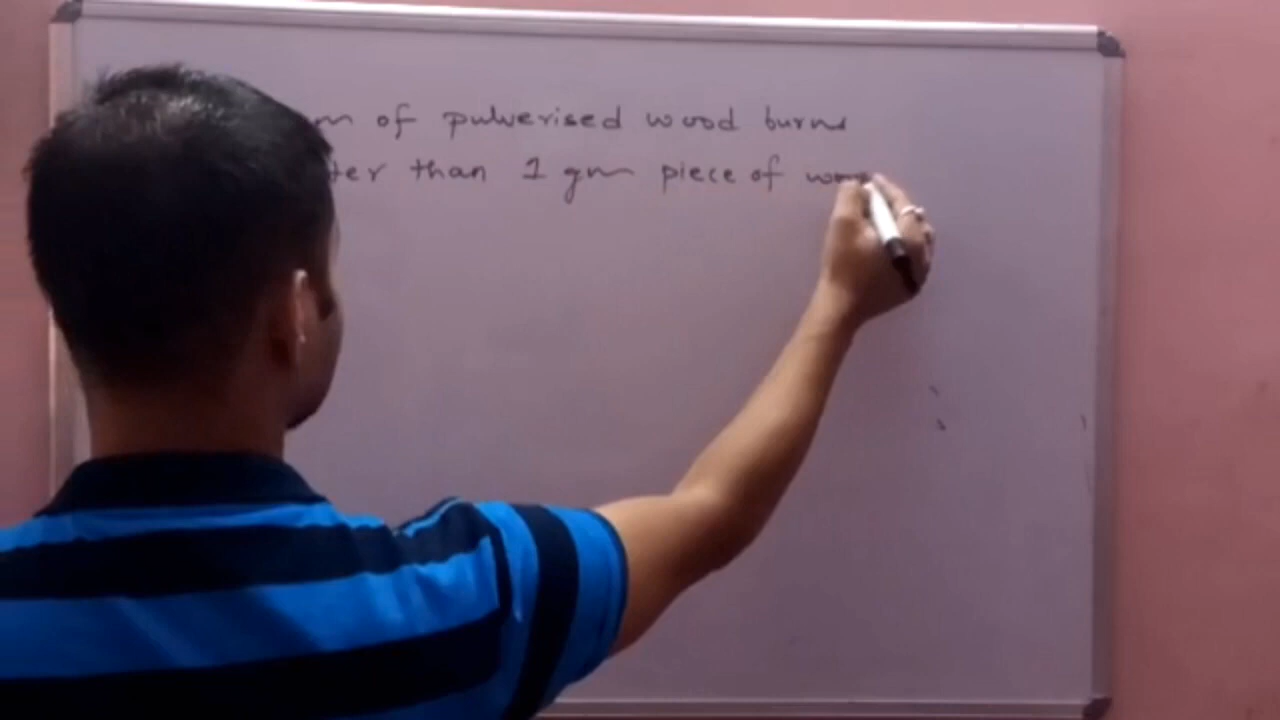 of pulverised wood burns
than 1 gm piece of